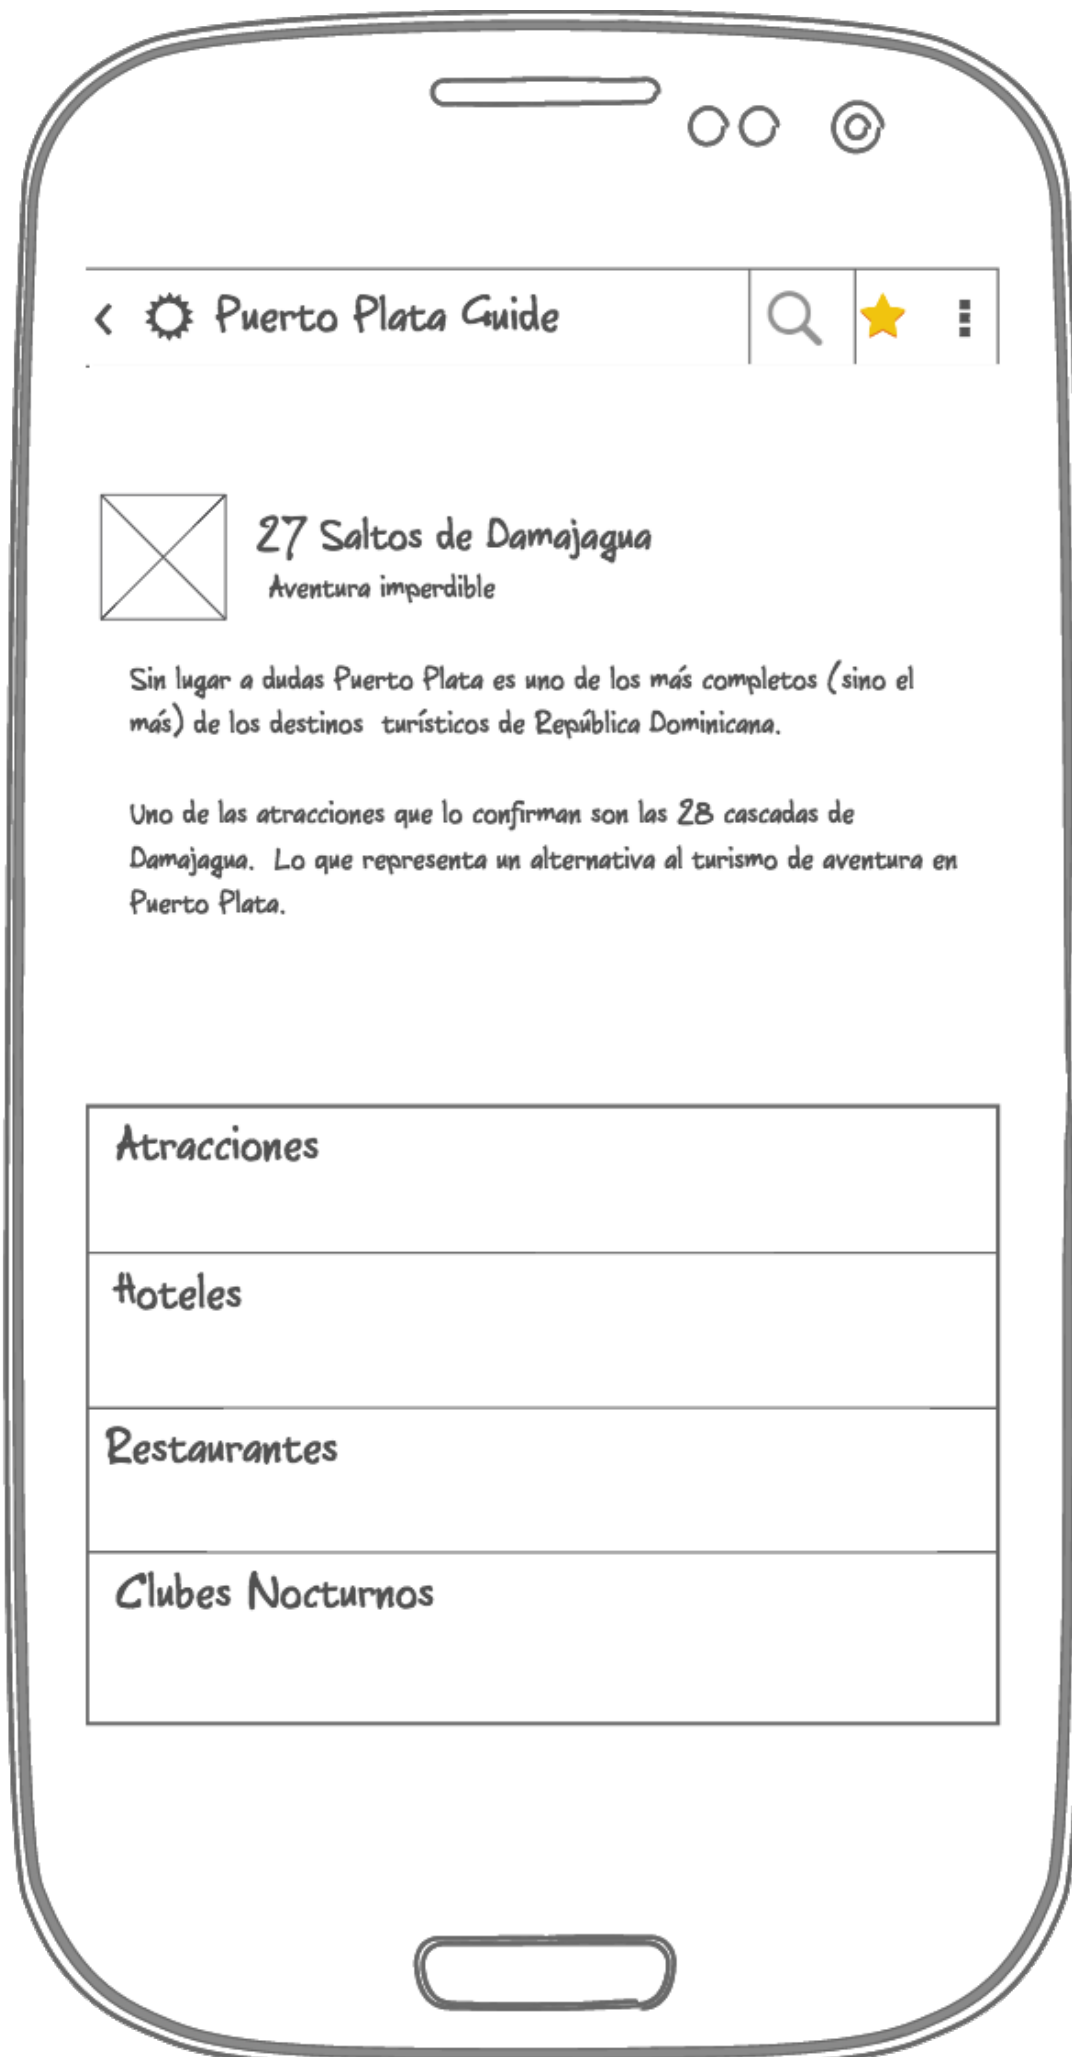 Puerto Plata Guide
27 Saltos de Damajagua
Aventura imperdible
Sin lugar a dudas Puerto Plata es uno de los más completos (sino el
más) de los destinos turísticos de República Dominicana.
Uno de las atracciones que lo confirman son las 28 cascadas de
Damajagua. Lo que representa un alternativa al turismo de aventura en
Puerto Plata.
Atracciones
Hoteles
Restaurantes
Clubes Nocturnos